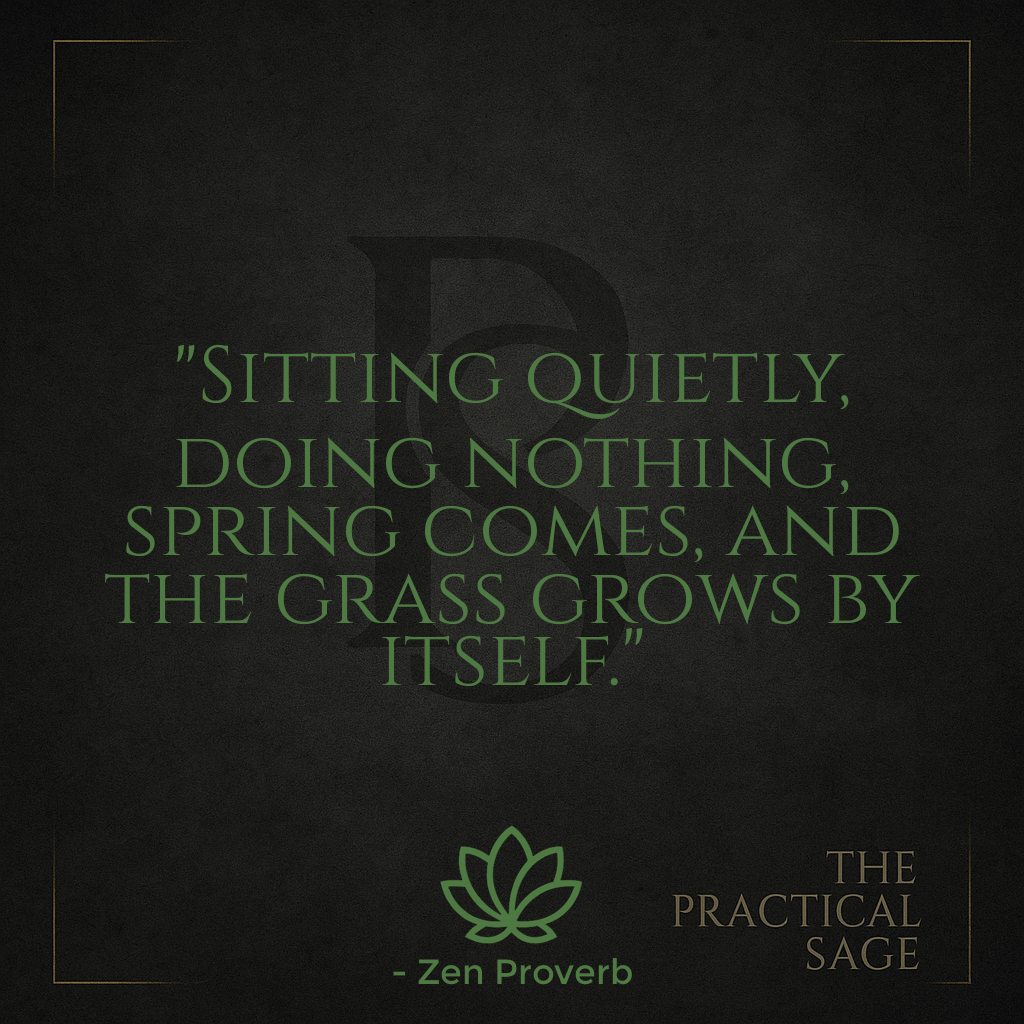 "Sitting quietly,
doing nothing,
spring comes, and
the grass grows by
itself."
- Zen Proverb
THE
PRACTICAL
SAGE